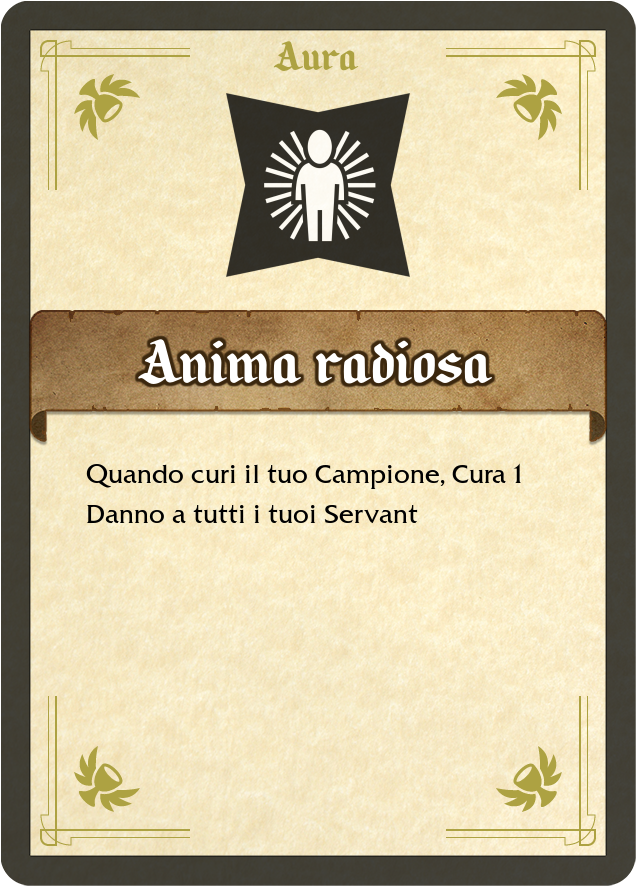 Aura
Anima radiosa
Quando curi il tuo Campione, Cura 1
Danno a tutti i tuoi Servant